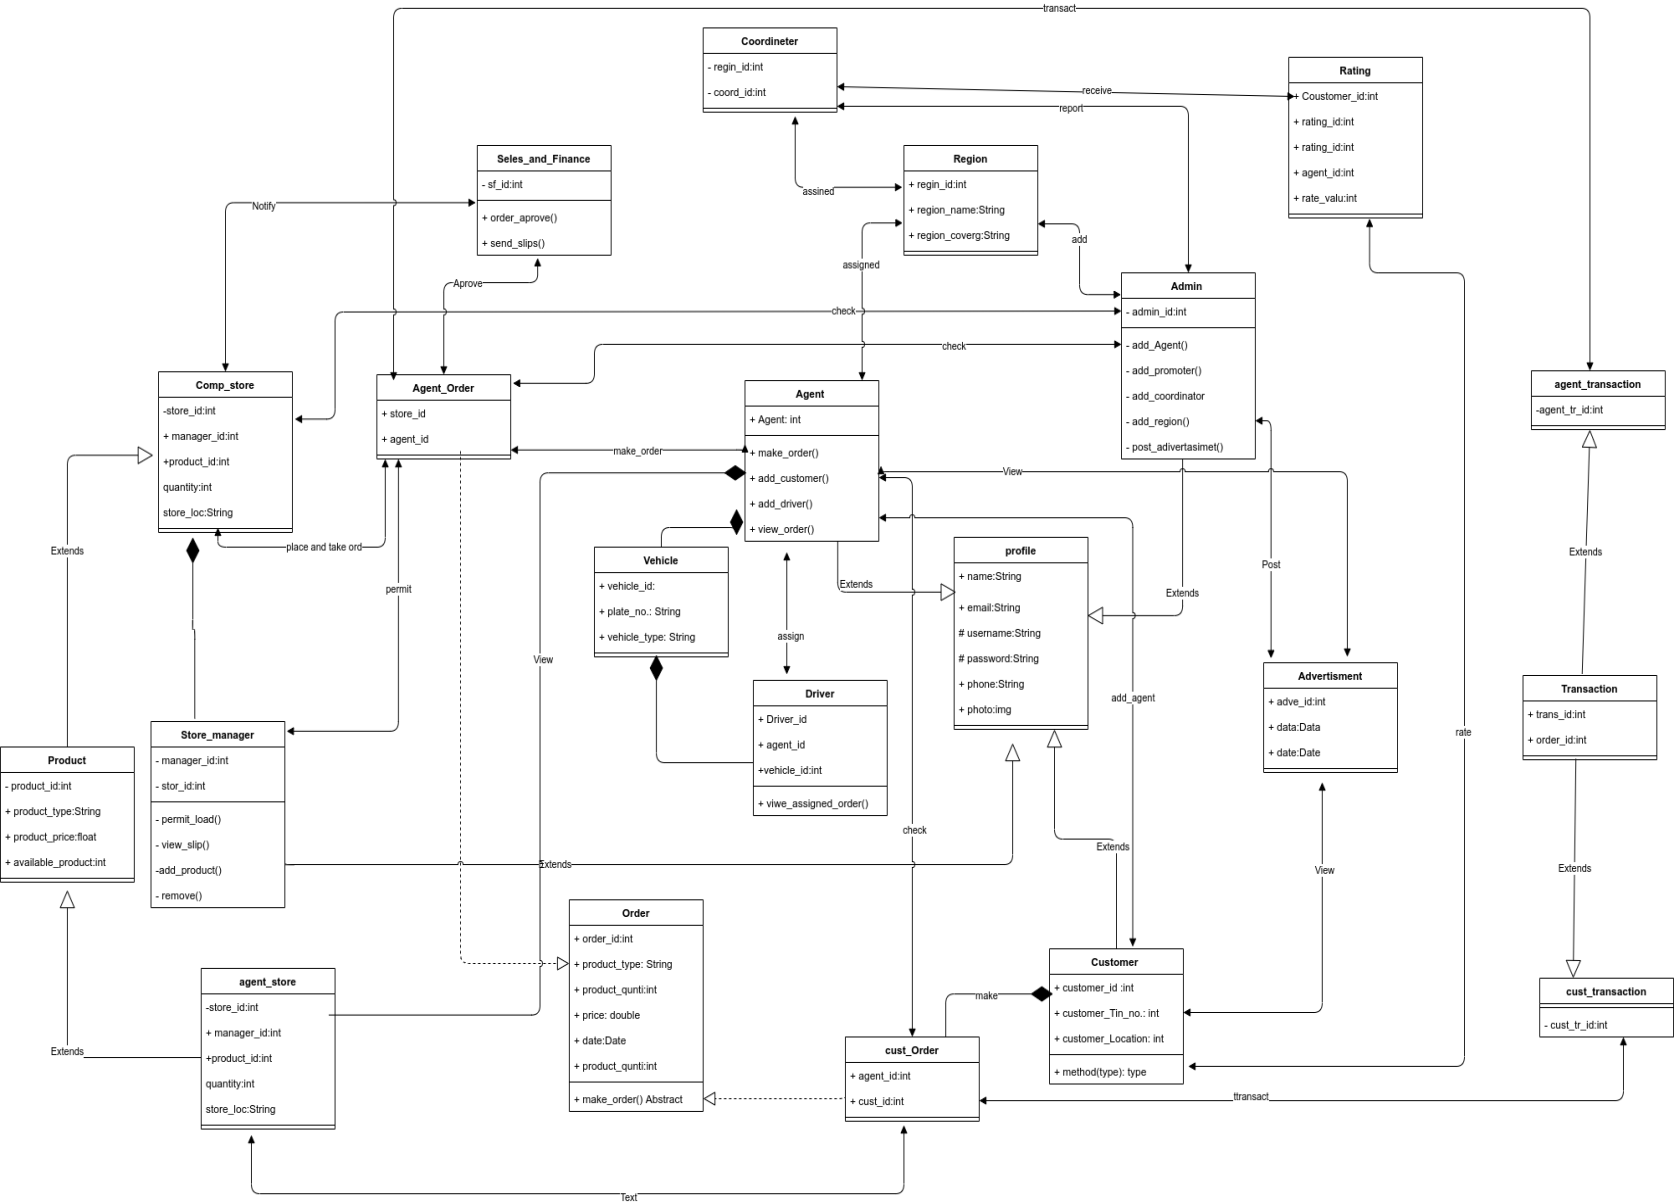 transact
Coordineter
- regin_id:int
- coord_id:int
receive
report
Rating
+ Coustomer_id:int
+ rating_id:int
+ rating_id:int
+ agent_id:int
+ rate_valu:int
Seles_and_Finance
- sf_id:int
+ order_aprove()
+ send_slips()
Notify
Aprove
assined
Region
+ regin_id:int
+ region_name:String
+ region_coverg:String
assigned
add
Admin
- admin_id:int
- add_Agent()
- add_promoter()
- add_coordinator
- add_region()
- post_adivertasimet()
check
check
Comp_store
-store_id:int
+ manager_id:int
+product_id:int
quantity:int
store_loc:String
Agent_Order
+ store_id
+ agent_id
make_order
Agent
+ Agent: int
+ make_order()
+ add_customer()
+ add_driver()
+ view_order()
View
agent_transaction
-agent_tr_id:int
Extends
place and take ord
permit
Vehicle
+ vehicle_id:
+ plate_no.: String
+ vehicle_type: String
Extends
assign
profile
+ name:String
+ email:String
# username:String
# password:String
+ phone:String
+ photo:img
Extends
Post
Extends
View
add_agent
Driver
+ Driver_id
+ agent_id
+vehicle_id:int
+ viwe_assigned_order()
Advertisment
+ adve_id:int
+ data:Data
+ date:Date
Transaction
+ trans_id:int
+ order_id:int
rate
Store_manager
- manager_id:int
- stor_id:int
- permit_load()
- view_slip()
-add_product()
- remove()
Product
- product_id:int
+ product_type:String
+ product_price:float
+ available_product:int
Extends
check
Extends
View
Extends
Order
+ order_id:int
+ product_type: String
+ product_qunti:int
+ price: double
+ date:Date
+ product_qunti:int
+ make_order() Abstract
agent_store
-store_id:int
+ manager_id:int
+product_id:int
quantity:int
store_loc:String
Extends
make
Customer
+ customer_id :int
+ customer_Tin_no.: int
+ customer_Location: int
+ method(type): type
cust_Order
+ agent_id:int
+ cust_id:int
cust_transaction
- cust_tr_id:int
ttransact
Text